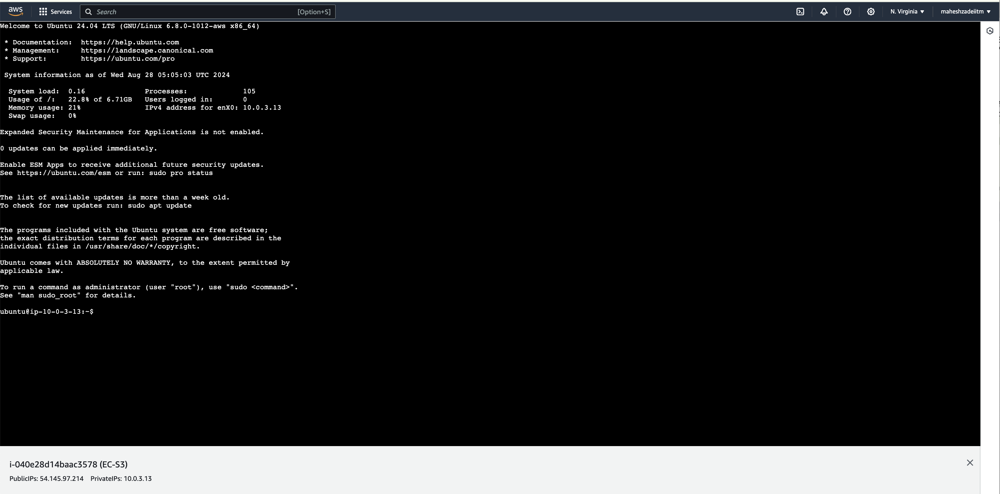 aws Services Search [Option+S] N. Virginia maheshzadeiitm
Welcome to Ubuntu 24.04 LTS (GNU/Linux 6.8.0-1012-aws x86_64)
* Documentation: https://help.ubuntu.com
* Management: https://landscape.canonical.com
* Support: https://ubuntu.com/pro
System information as of Wed Aug 28 05:05:03 UTC 2024
System load: 0.16 Processes: 105
Usage of /: 22.8% of 6.71GB Users logged in: 0
Memory usage: 21% IPv4 address for enX0: 10.0.3.13
Swap usage: 0%
Expanded Security Maintenance for Applications is not enabled.
0 updates can be applied immediately.
Enable ESM Apps to receive additional future security updates.
See https://ubuntu.com/esm or run: sudo pro status
The list of available updates is more than a week old.
To check for new updates run: sudo apt update
The programs included with the Ubuntu system are free software;
the exact distribution terms for each program are described in the
individual files in /usr/share/doc/*/copyright.
Ubuntu comes with ABSOLUTELY NO WARRANTY, to the extent permitted by
applicable law.
To run a command as administrator (user "root"), use "sudo <command>".
See "man sudo_root" for details.
ubuntu@ip-10-0-3-13:~$
i-040e28d14baac3578 (EC-S3)
PublicIPs: 54.145.97.214 PrivateIPs: 10.0.3.13